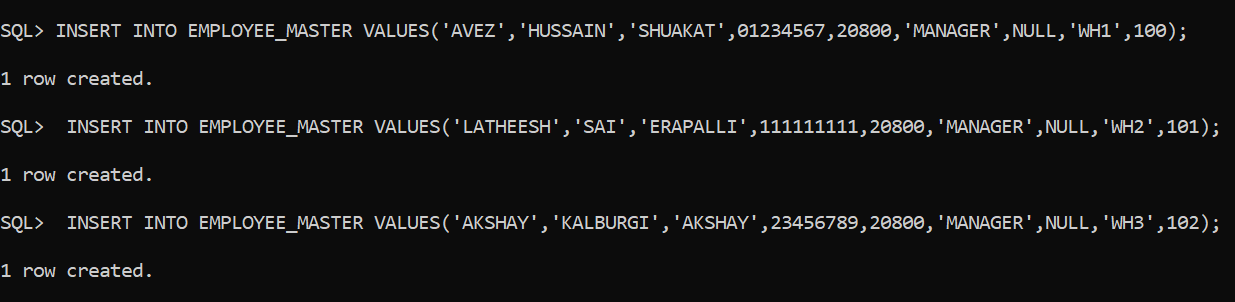 SQL> INSERT INTO EMPLOYEE_MASTER VALUES('AVEZ','HUSSAIN','SHUAKAT',01234567,20800,'MANAGER',NULL,'WH1',100);
1 row created.
SQL>  INSERT INTO EMPLOYEE_MASTER VALUES('LATHEESH','SAI','ERAPALLI',111111111,20800,'MANAGER',NULL,'WH2',101);
1 row created.
SQL>  INSERT INTO EMPLOYEE_MASTER VALUES('AKSHAY','KALBURGI','AKSHAY',23456789,20800,'MANAGER',NULL,'WH3',102);
1 row created.